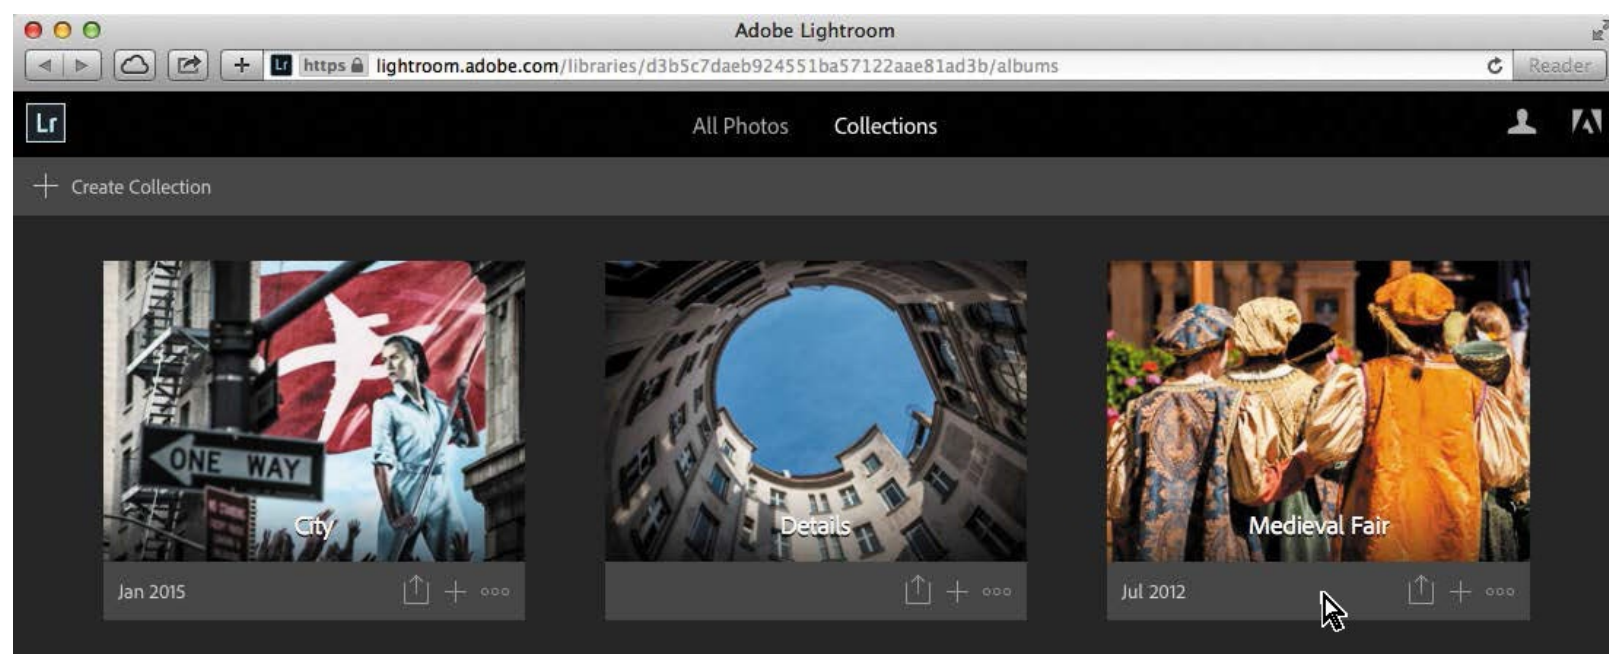 Adobe Lightroom
Lr https lightroom.adobe.com/libraries/d3b5c7daeb924551ba57122aae81ad3b/albums Reader
Lr All Photos Collections
Create Collection
ONE WAY
City
Details
Medieval Fair
Jan 2015
Jul 2012